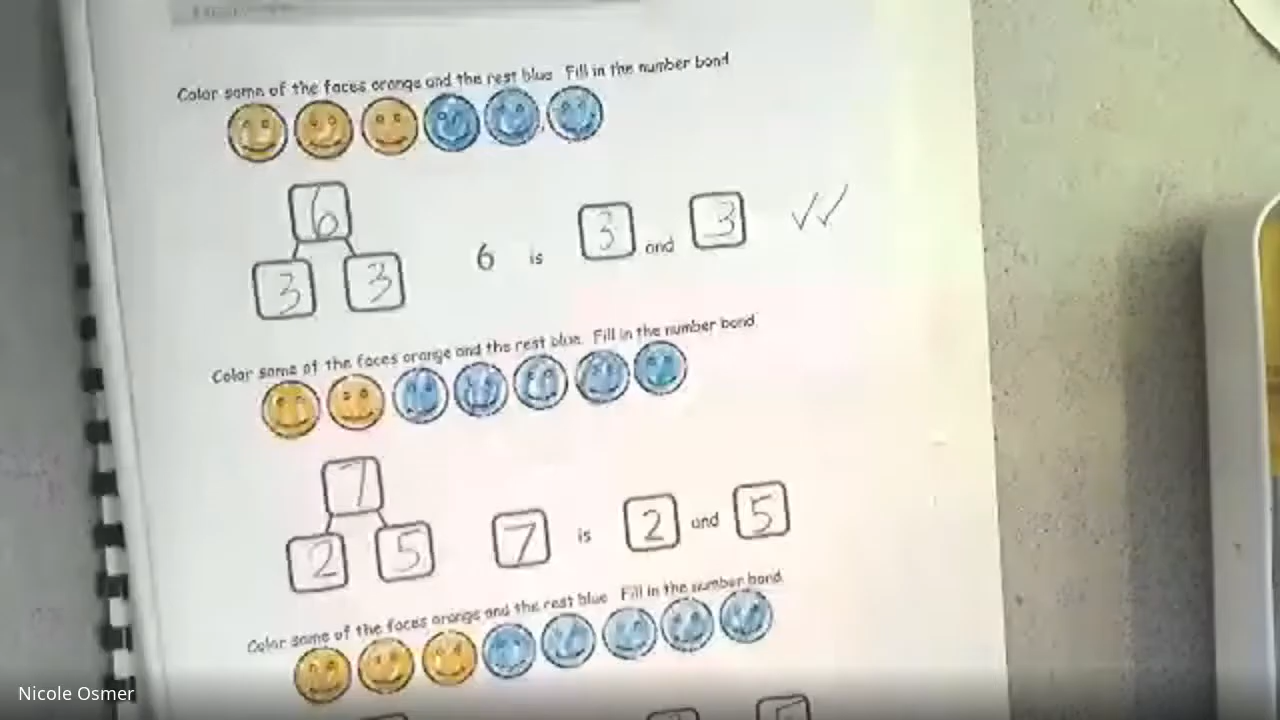 Color some of the faces orange and the rest blue. Fill in the number bond.
6
3 3 6 is 3 and 3
Color some of the faces orange and the rest blue. Fill in the number bond.
7
2 5 7 is 2 and 5
Color some of the faces orange and the rest blue. Fill in the number bond.
Nicole Osmer